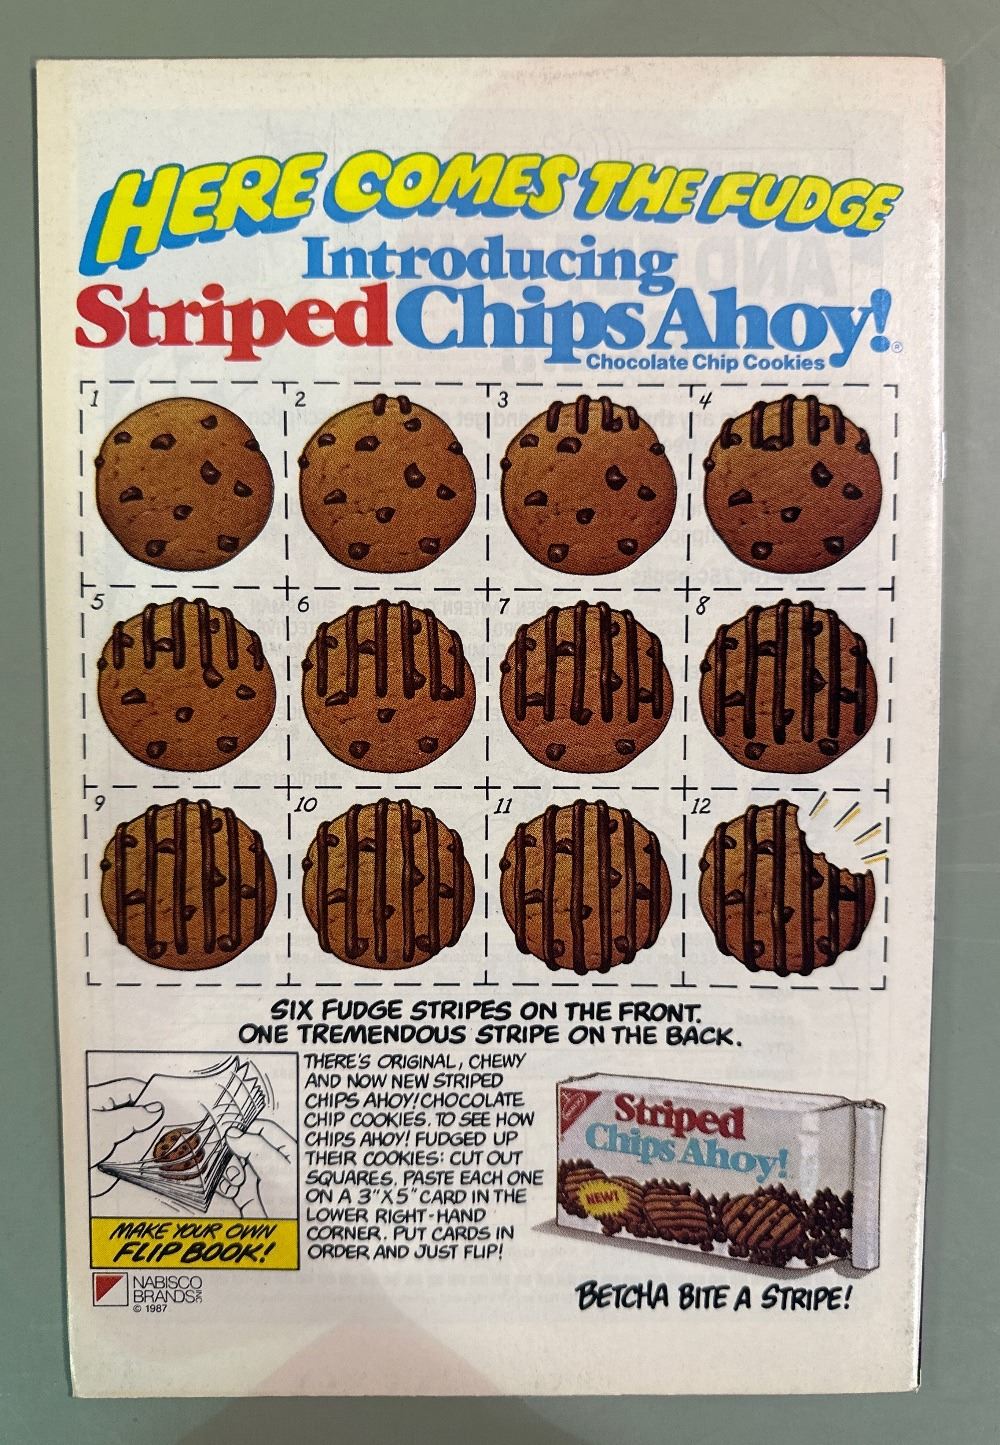 HERE COMES THE FUDGE
Introducing
Striped Chips Ahoy!®
Chocolate Chip Cookies
1 2 3 4
5 6 7 8
9 10 11 12
SIX FUDGE STRIPES ON THE FRONT.
ONE TREMENDOUS STRIPE ON THE BACK.
THERE'S ORIGINAL, CHEWY
AND NOW NEW STRIPED
CHIPS AHOY! CHOCOLATE
CHIP COOKIES. TO SEE HOW
CHIPS AHOY! FUDGED UP
THEIR COOKIES: CUT OUT
SQUARES, PASTE EACH ONE
ON A 3"X5" CARD IN THE
LOWER RIGHT-HAND
CORNER. PUT CARDS IN
ORDER AND JUST FLIP!
MAKE YOUR OWN
FLIP BOOK!
NABISCO
BRANDS INC
© 1987
Striped
Chips Ahoy!
NEW!
BETCHA BITE A STRIPE!